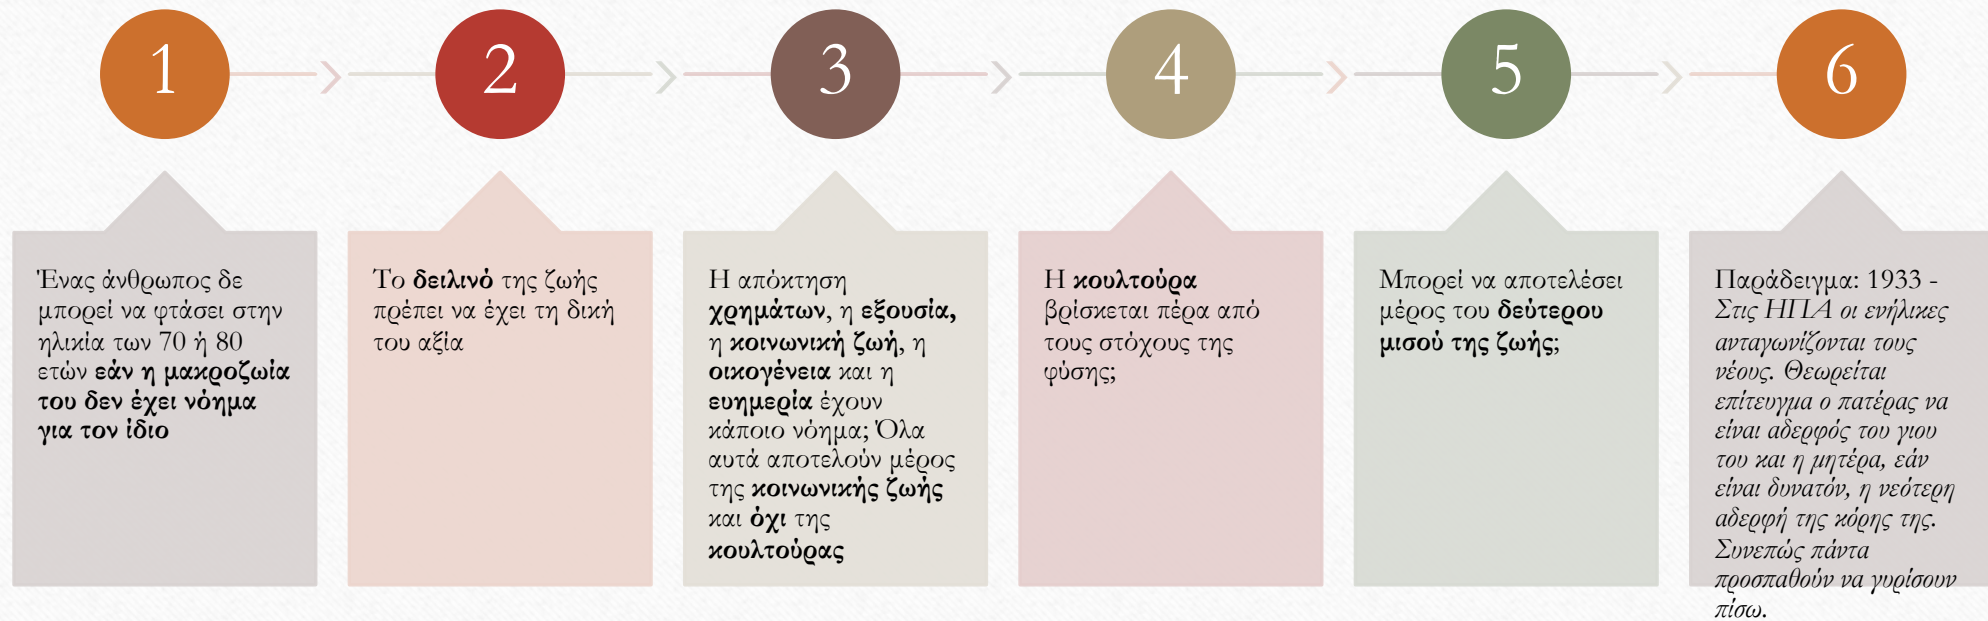 1
2
3
4
5
6
Ένας άνθρωπος δε
μπορεί να φτάσει στην
ηλικία των 70 ή 80
ετών εάν η μακροζωία
του δεν έχει νόημα
για τον ίδιο
Το δειλινό της ζωής
πρέπει να έχει τη δική
του αξία
Η απόκτηση
χρημάτων, η εξουσία,
η κοινωνική ζωή, η
οικογένεια και η
ευημερία έχουν
κάποιο νόημα; Όλα
αυτά αποτελούν μέρος
της κοινωνικής ζωής
και όχι της
κουλτούρας
Η κουλτούρα
βρίσκεται πέρα από
τους στόχους της
φύσης;
Μπορεί να αποτελέσει
μέρος του δεύτερου
μισού της ζωής;
Παράδειγμα: 1933 -
Στις ΗΠΑ οι ενήλικες
ανταγωνίζονται τους
νέους. Θεωρείται
επίτευγμα ο πατέρας να
είναι αδερφός του γιου
του και η μητέρα, εάν
είναι δυνατόν, η νεότερη
αδερφή της κόρης της.
Συνεπώς πάντα
προσπαθούν να γυρίσουν
πίσω.